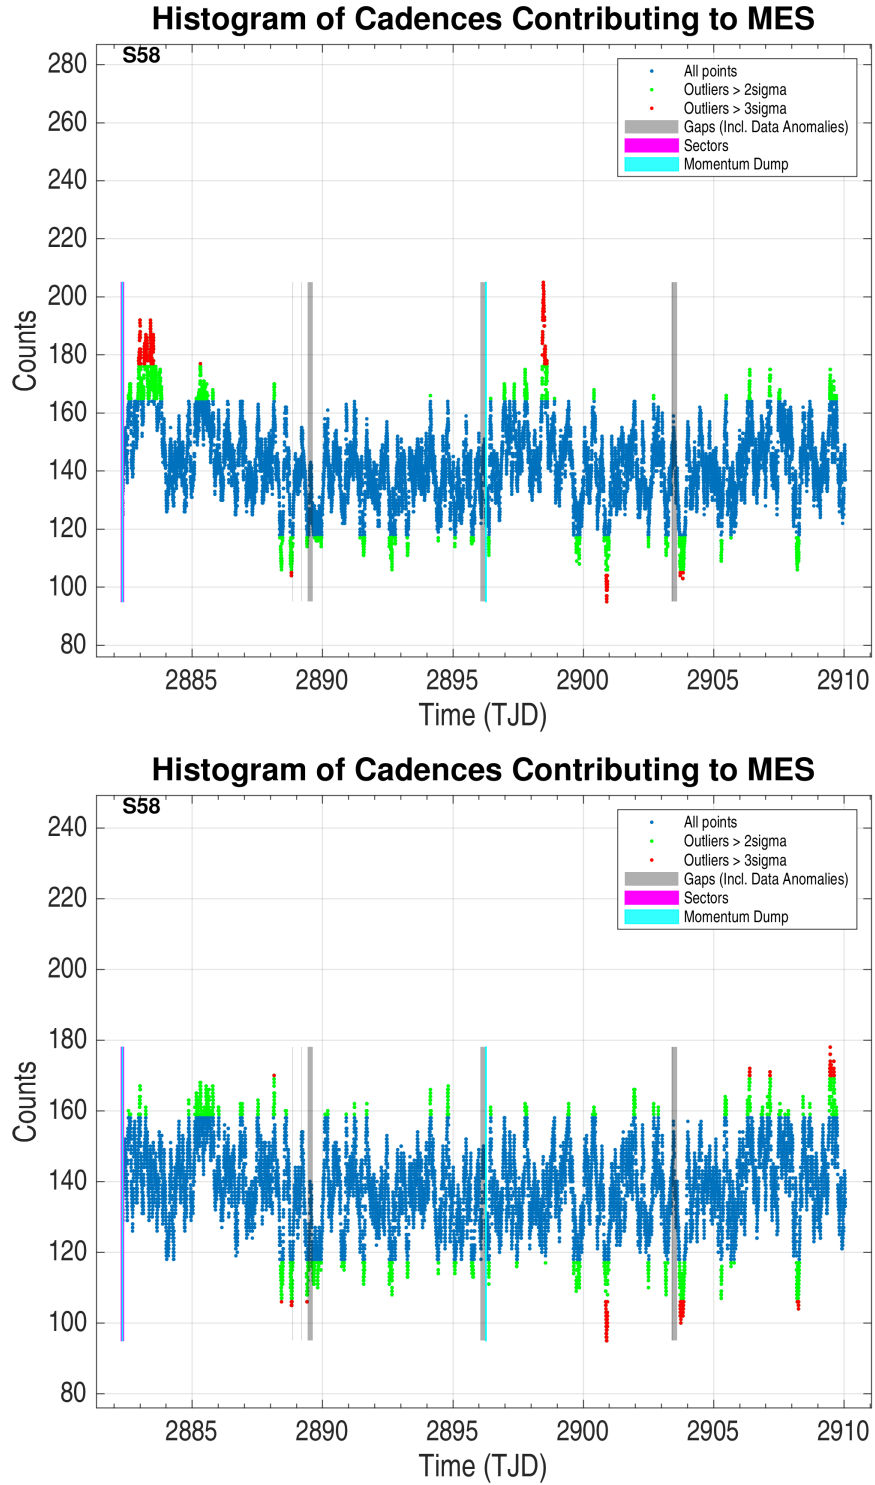 Histogram of Cadences Contributing to MES
S58
280
260
240
220
200
180
160
140
120
100
80
Counts
All points
Outliers > 2sigma
Outliers > 3sigma
Gaps (Incl. Data Anomalies)
Sectors
Momentum Dump
2885 2890 2895 2900 2905 2910
Time (TJD)
Histogram of Cadences Contributing to MES
S58
240
220
200
180
160
140
120
100
80
Counts
All points
Outliers > 2sigma
Outliers > 3sigma
Gaps (Incl. Data Anomalies)
Sectors
Momentum Dump
2885 2890 2895 2900 2905 2910
Time (TJD)